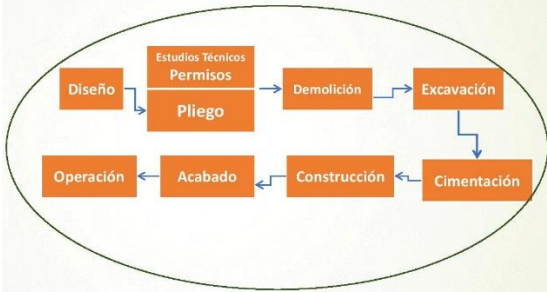 Diseño
Estudios Técnicos
Permisos
Pliego
Demolición
Excavación
Cimentación
Construcción
Acabado
Operación